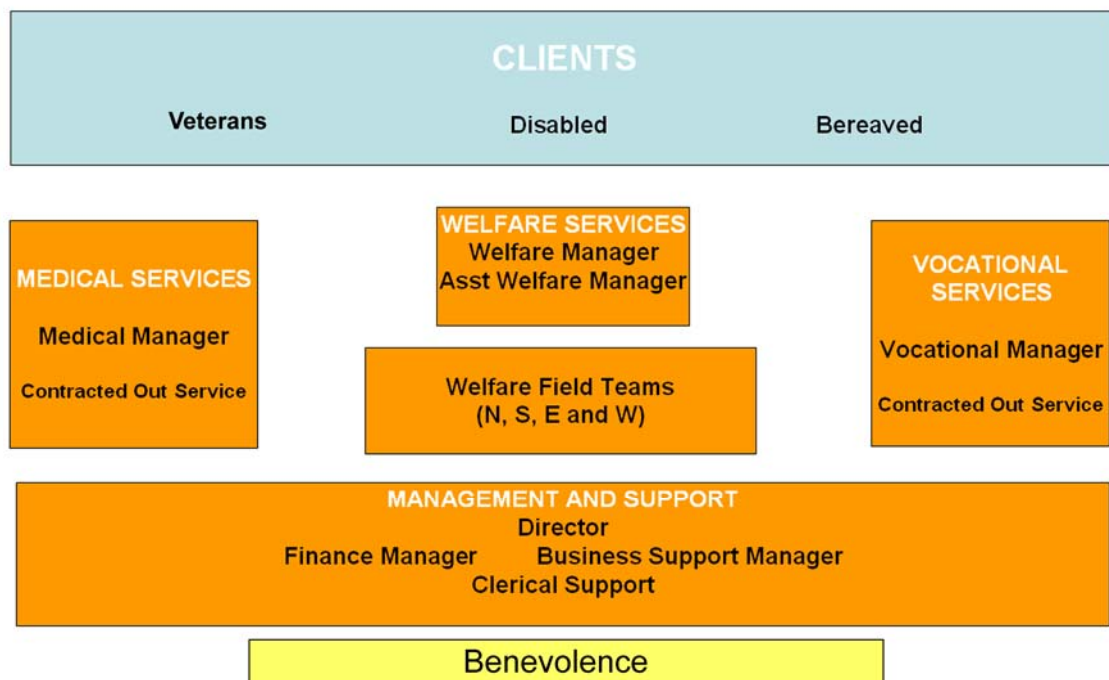 CLIENTS
Veterans Disabled Bereaved
MEDICAL SERVICES
Medical Manager
Contracted Out Service
WELFARE SERVICES
Welfare Manager
Asst Welfare Manager
Welfare Field Teams
(N, S, E and W)
VOCATIONAL
SERVICES
Vocational Manager
Contracted Out Service
MANAGEMENT AND SUPPORT
Director
Finance Manager Business Support Manager
Clerical Support
Benevolence